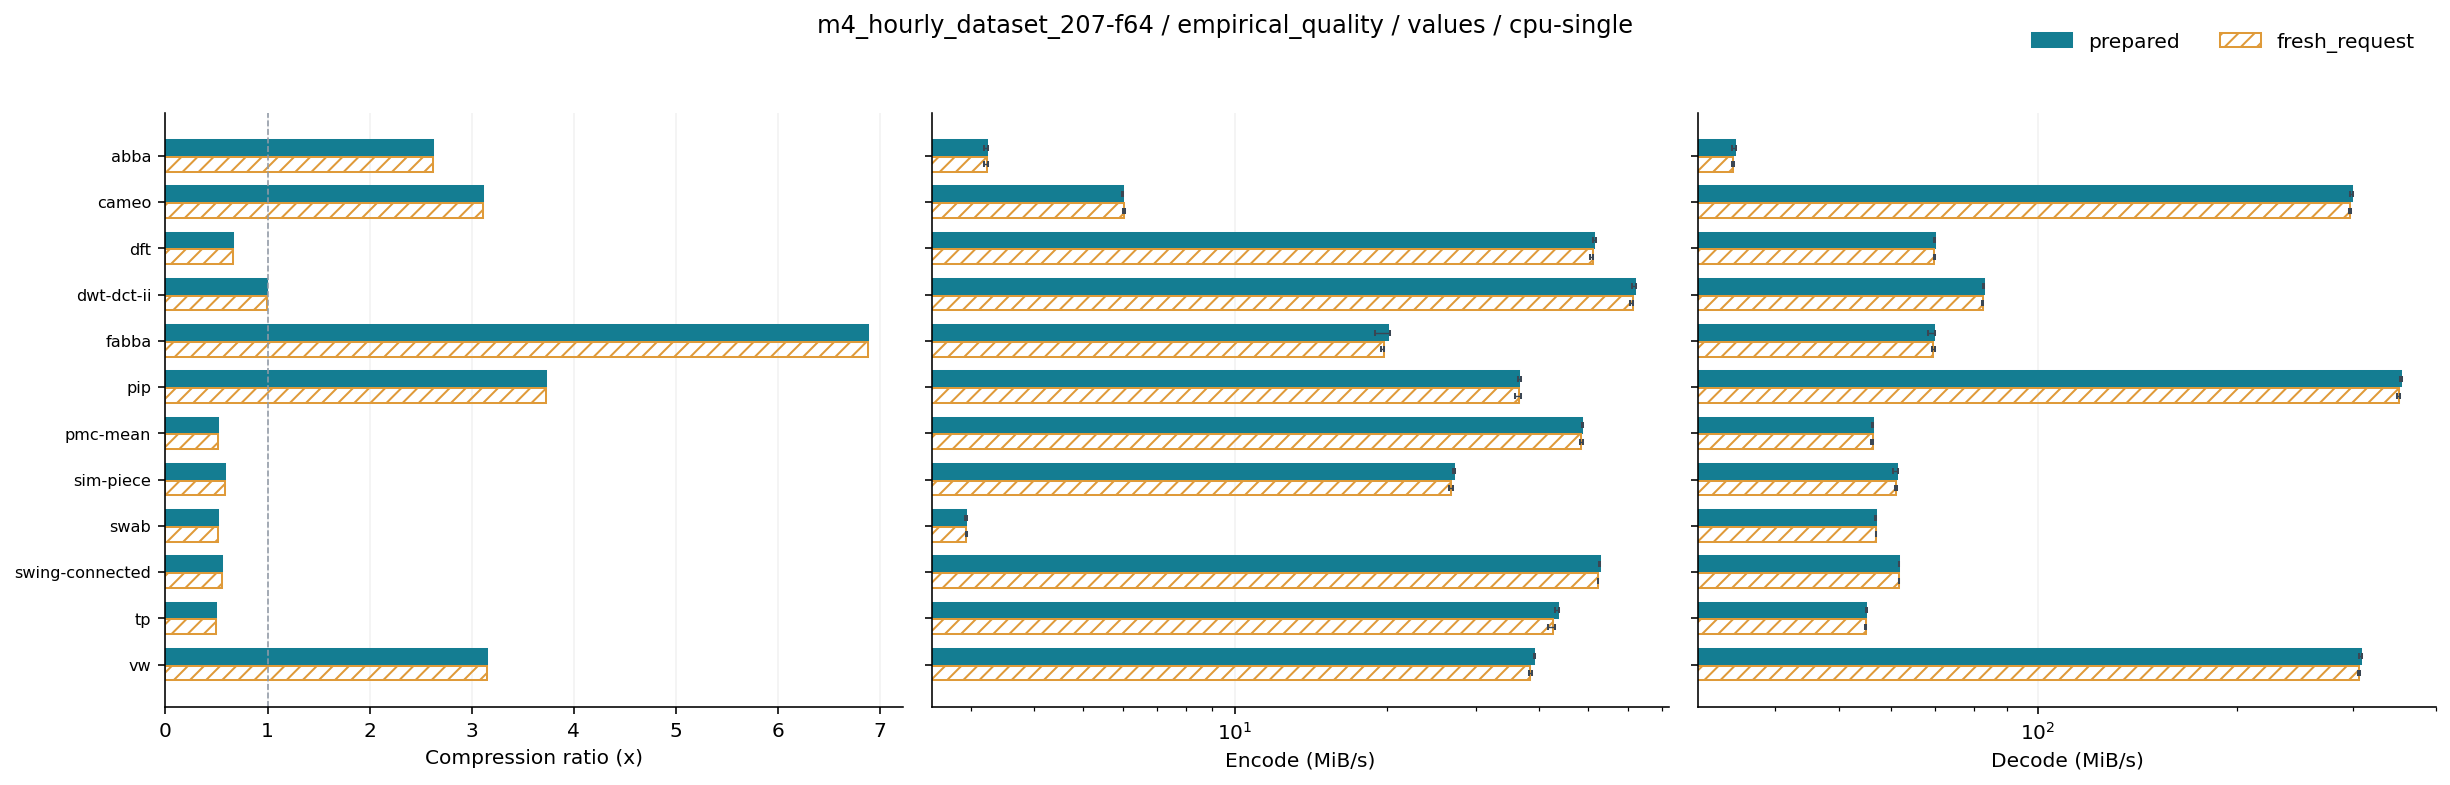 m4_hourly_dataset_207-f64 / empirical_quality / values / cpu-single
prepared
fresh_request
abba
cameo
dft
dwt-dct-ii
fabba
pip
pmc-mean
sim-piece
swab
swing-connected
tp
vw
0 1 2 3 4 5 6 7
Compression ratio (x)
10¹
Encode (MiB/s)
10²
Decode (MiB/s)